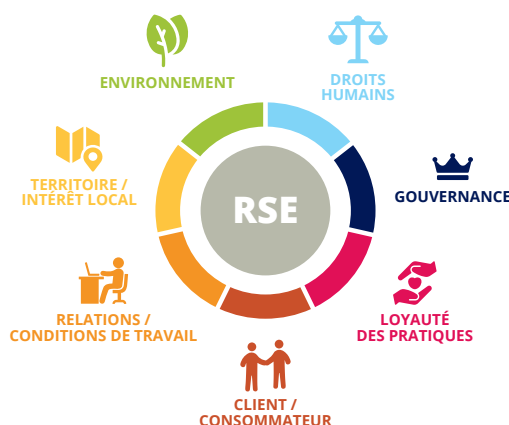 ENVIRONNEMENT
DROITS
HUMAINS
TERRITOIRE /
INTÉRÊT LOCAL
GOUVERNANCE
RSE
RELATIONS /
CONDITIONS DE TRAVAIL
LOYAUTÉ
DES PRATIQUES
CLIENT /
CONSOMMATEUR